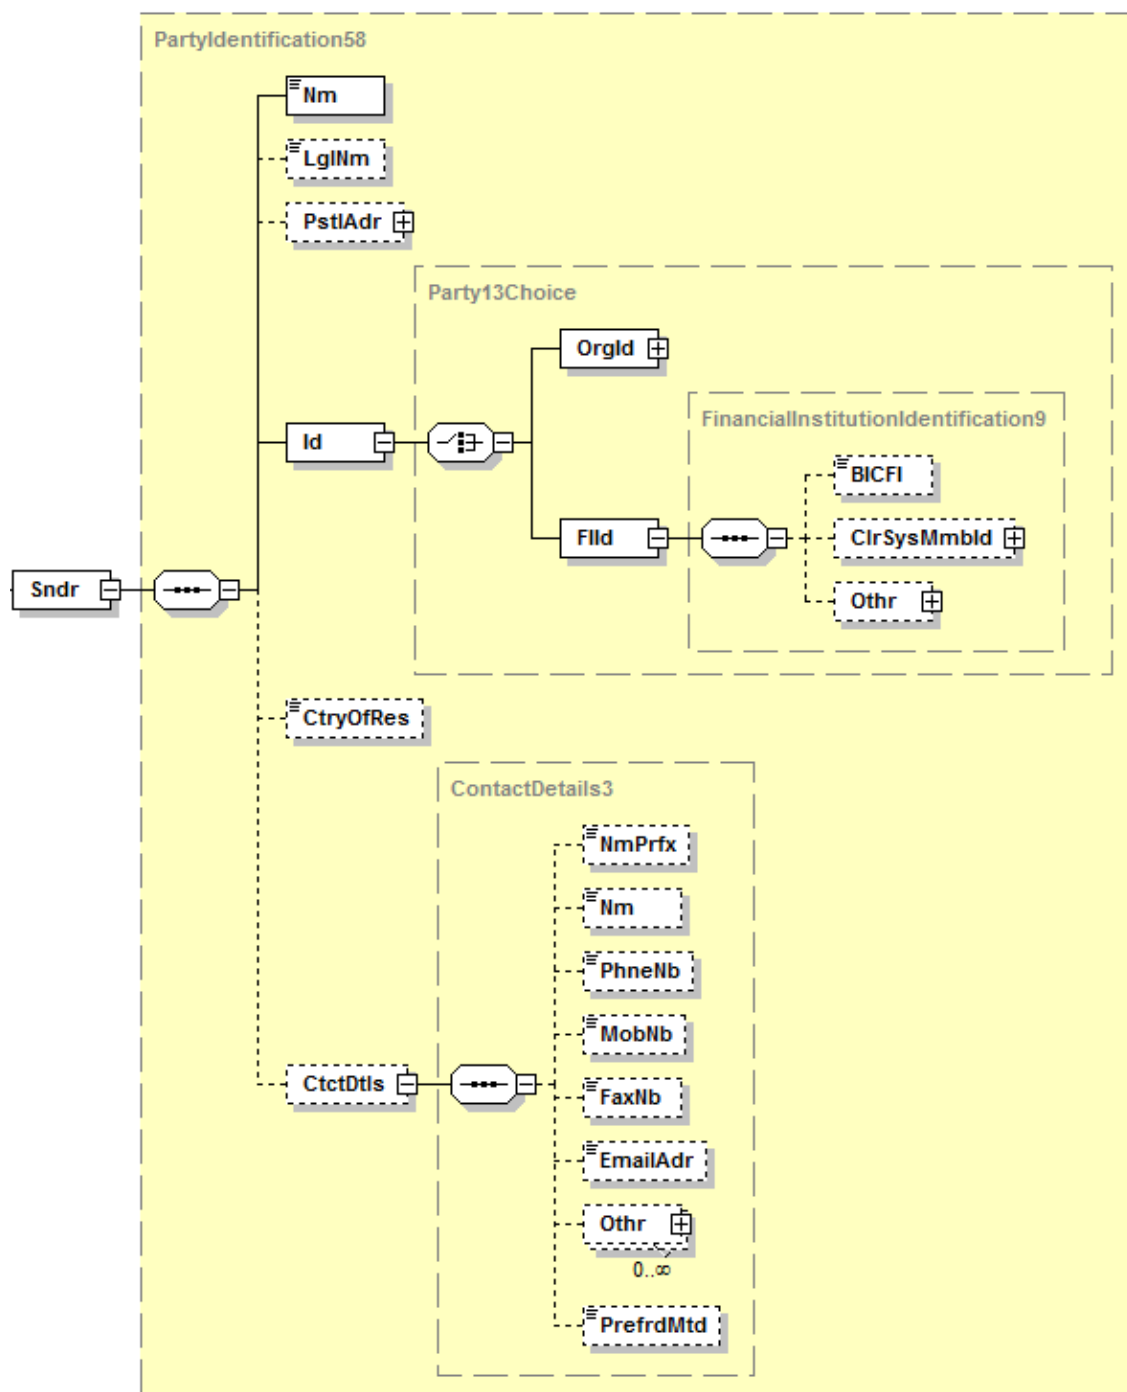 PartyIdentification58
Nm
LglNm
PstlAdr
Party13Choice
OrgId
FinancialInstitutionIdentification9
Id
BICFI
FIId
ClrSysMmbId
Sndr
Othr
CtryOfRes
ContactDetails3
NmPrfx
Nm
PhneNb
MobNb
CtctDtls
FaxNb
EmailAdr
Othr
0..∞
PrefrdMtd